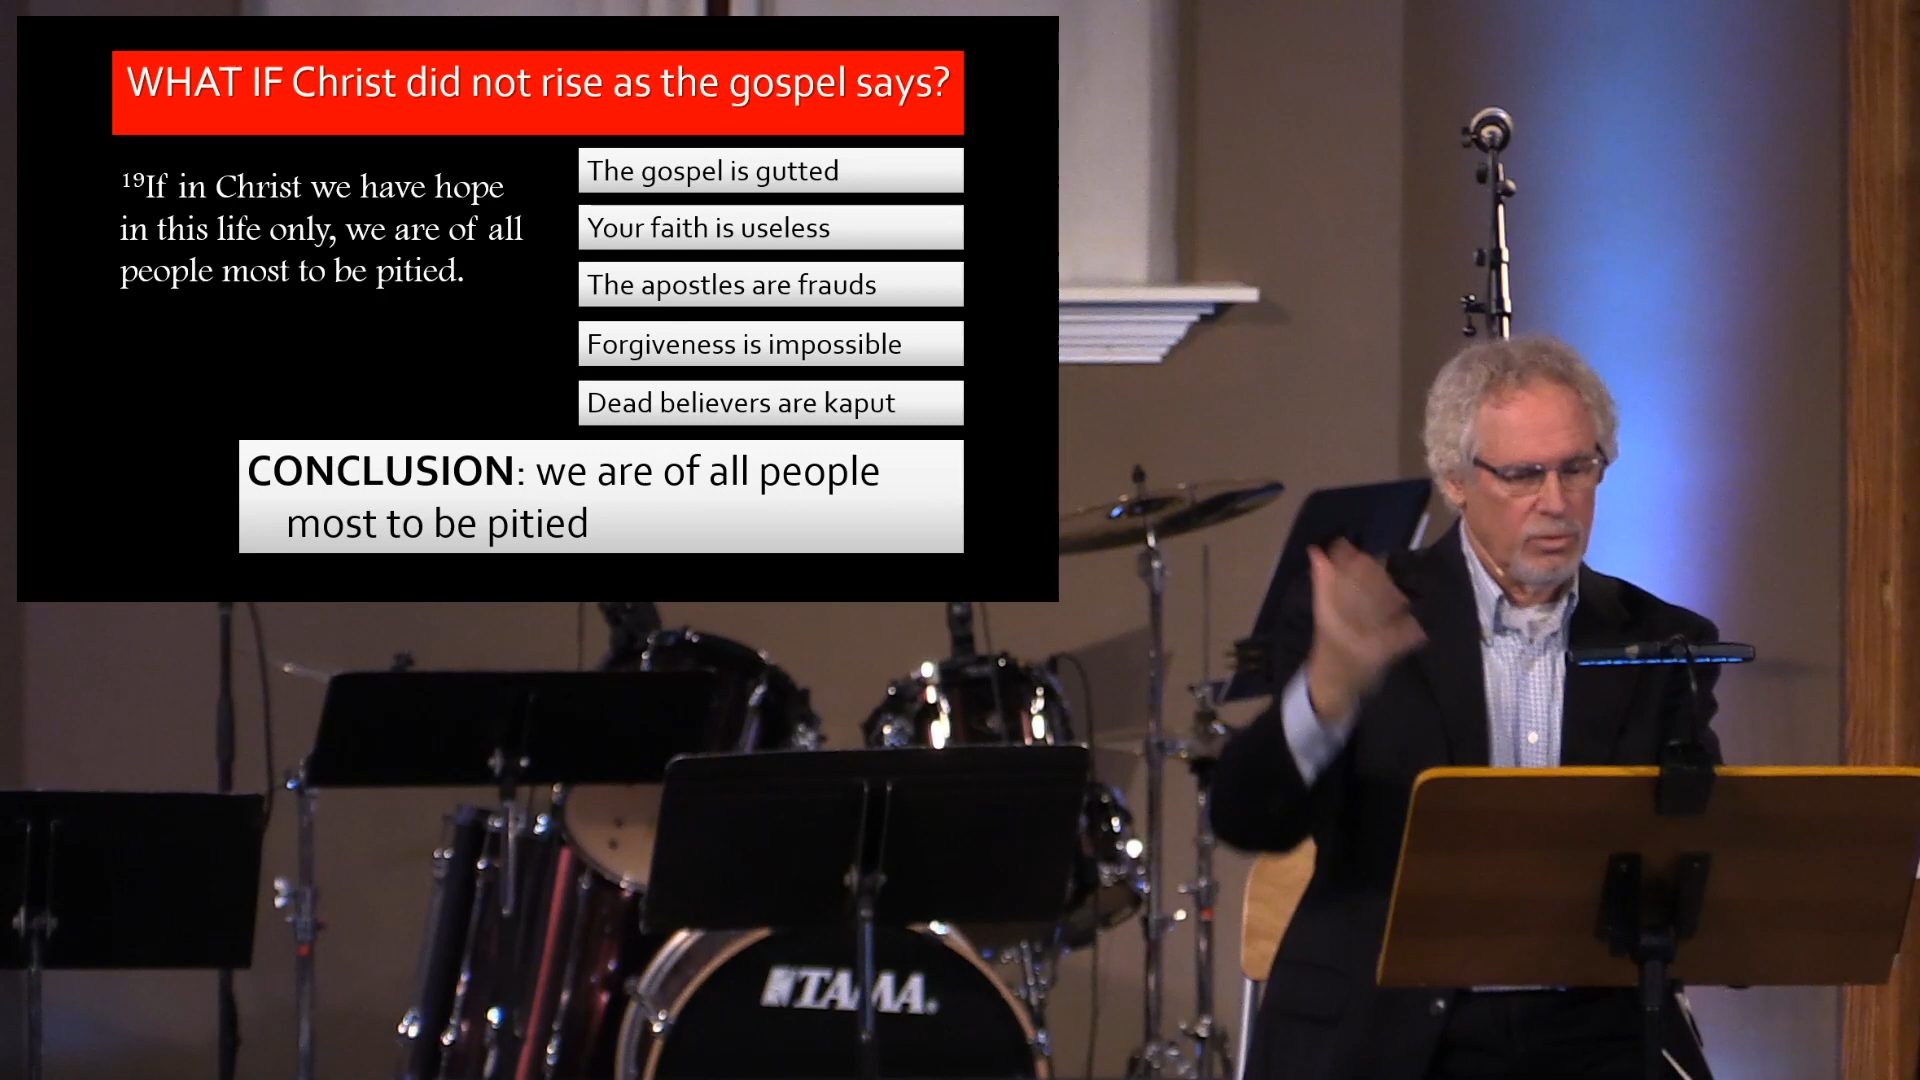 WHAT IF Christ did not rise as the gospel says?
19If in Christ we have hope
in this life only, we are of all
people most to be pitied.
The gospel is gutted
Your faith is useless
The apostles are frauds
Forgiveness is impossible
Dead believers are kaput
CONCLUSION: we are of all people
most to be pitied
TAMA.